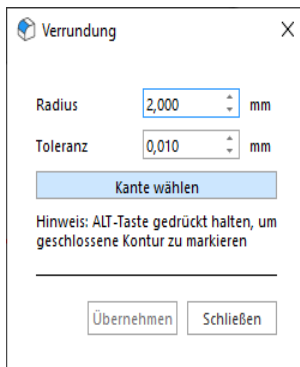 Verrundung
Radius 2,000 mm
Toleranz 0,010 mm
Kante wählen
Hinweis: ALT-Taste gedrückt halten, um
geschlossene Kontur zu markieren
Übernehmen Schließen